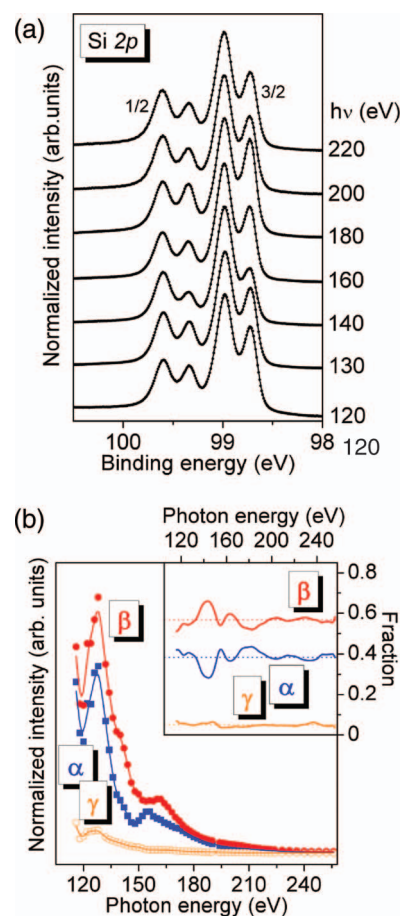 (a)
Si 2p
1/2
3/2
hν (eV)
220
200
180
160
140
130
120
Normalized intensity (arb.units)
100 99 98 120
Binding energy (eV)
(b)
Photon energy (eV)
120 160 200 240
0.8
0.6
0.4
0.2
0
Fraction
β
γ
α
β
α
γ
Normalized intensity (arb. units)
120 150 180 210 240
Photon energy (eV)